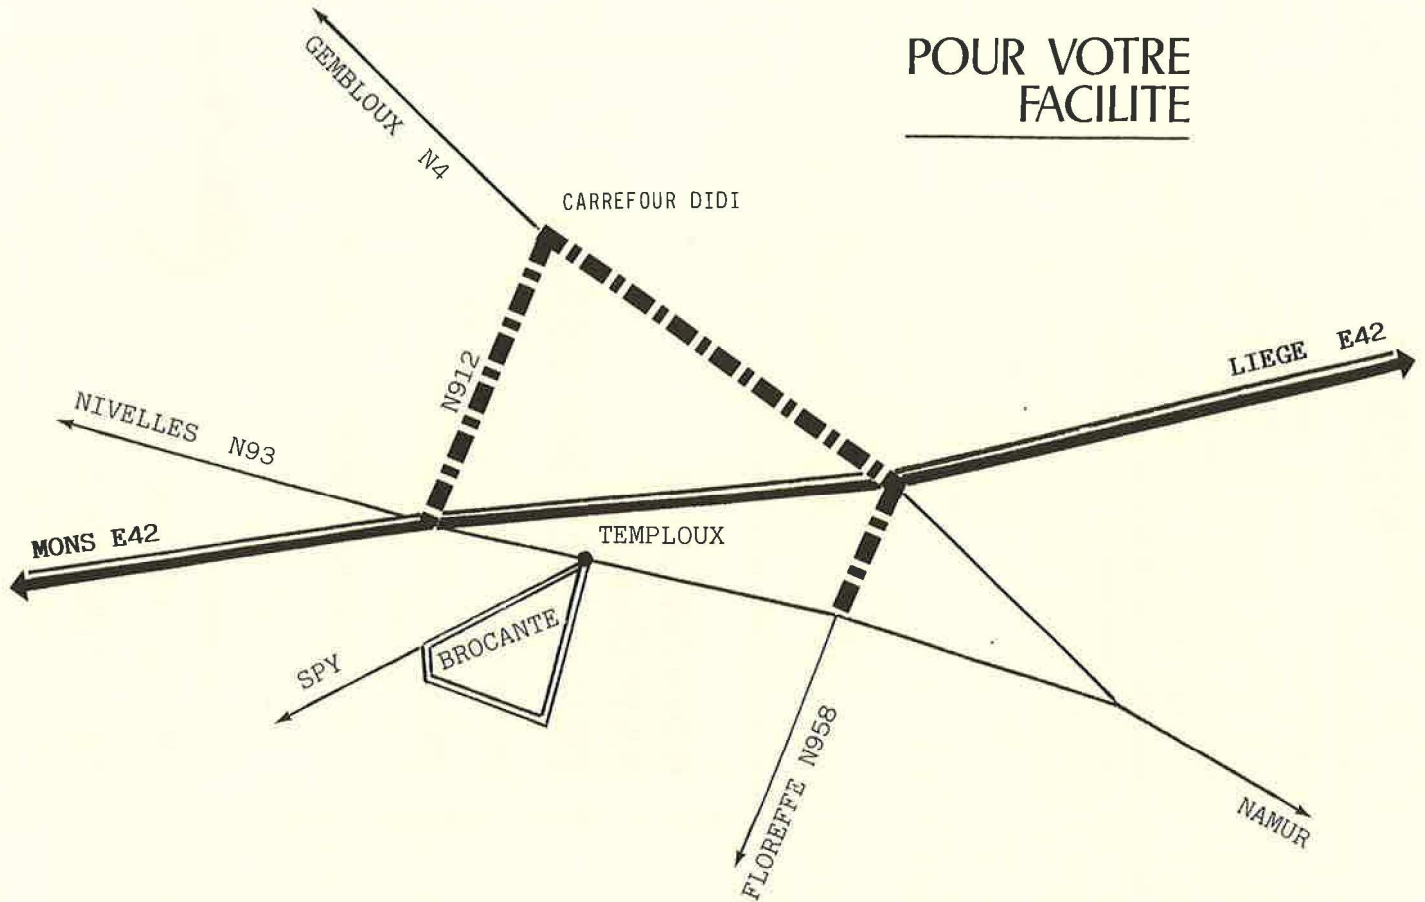 POUR VOTRE
FACILITE
GEMBLOUX N4
CARREFOUR DIDI
N912
LIEGE E42
NIVELLES N93
MONS E42
TEMPLOUX
BROCANTE
SPY
FLOREFFE N958
NAMUR